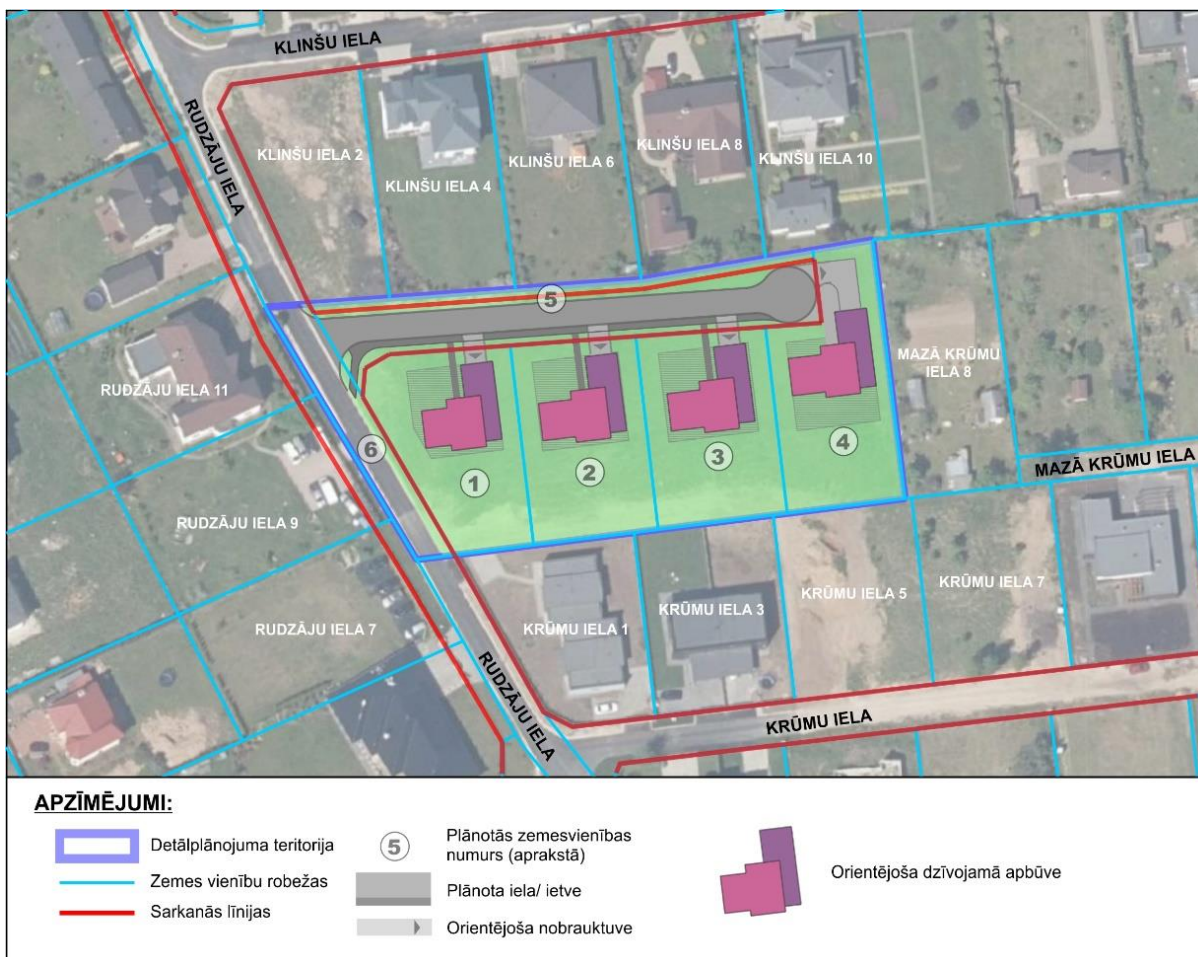 KLINŠU IELA
RUDZĀJU IELA
KLINŠU IELA 2
KLINŠU IELA 4
KLINŠU IELA 6
KLINŠU IELA 8
KLINŠU IELA 10
5
RUDZĀJU IELA 11
MAZĀ KRŪMU
IELA 8
6
1
2
3
4
MAZĀ KRŪMU IELA
RUDZĀJU IELA 9
RUDZĀJU IELA 7
KRŪMU IELA 1
KRŪMU IELA 3
KRŪMU IELA 5
KRŪMU IELA 7
RUDZĀJU IELA
KRŪMU IELA
APZĪMĒJUMI:
Detālplānojuma teritorija
Zemes vienību robežas
Sarkanās līnijas
5
Plānotās zemesvienības
numurs (aprakstā)
Plānota iela/ ietve
Orientējoša nobrauktuve
Orientējoša dzīvojamā apbūve